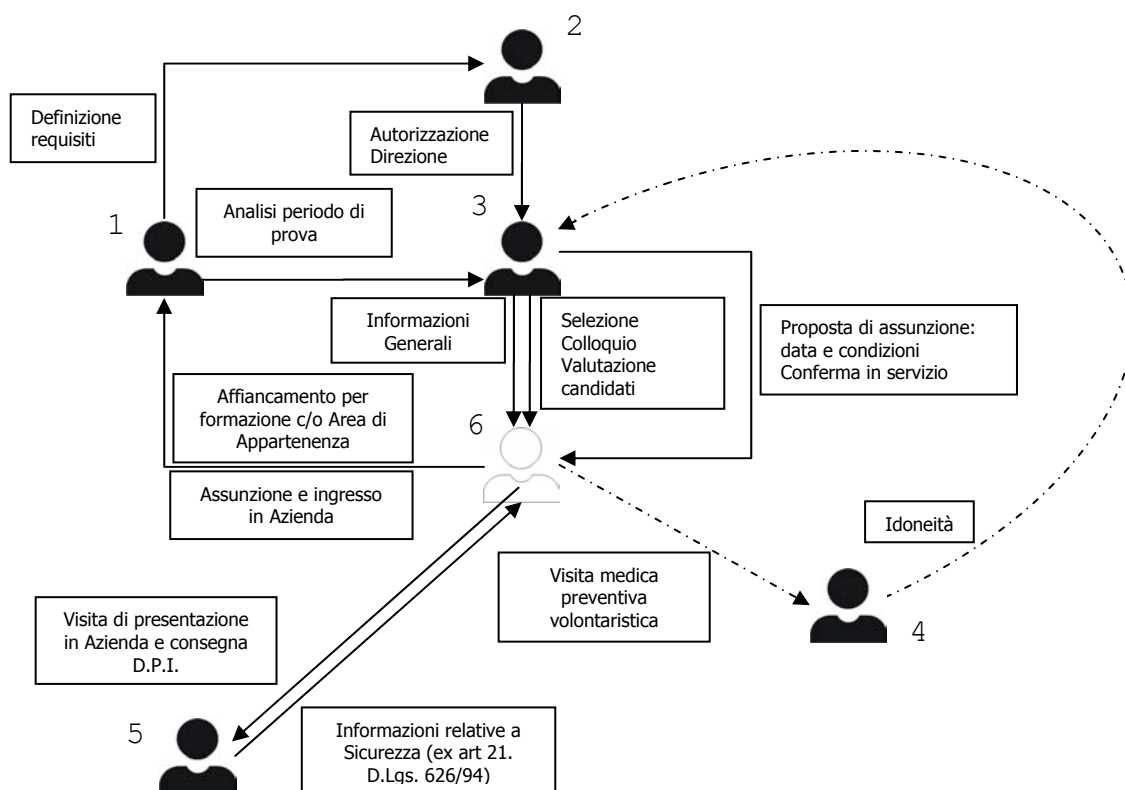 2
Definizione
requisiti
Autorizzazione
Direzione
1
Analisi periodo di
prova
3
Informazioni
Generali
Selezione
Colloquio
Valutazione
candidati
Proposta di assunzione:
data e condizioni
Conferma in servizio
Affiancamento per
formazione c/o Area di
Appartenenza
6
Assunzione e ingresso
in Azienda
Idoneità
Visita medica
preventiva
volontaristica
4
Visita di presentazione
in Azienda e consegna
D.P.I.
5
Informazioni relative a
Sicurezza (ex art 21.
D.Lgs. 626/94)